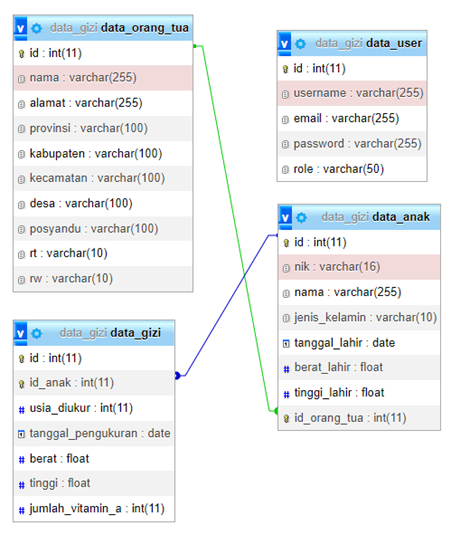 data_gizi data_orang_tua
id : int(11)
nama : varchar(255)
alamat : varchar(255)
provinsi : varchar(100)
kabupaten : varchar(100)
kecamatan : varchar(100)
desa : varchar(100)
posyandu : varchar(100)
rt : varchar(10)
rw : varchar(10)
data_gizi data_user
id : int(11)
username : varchar(255)
email : varchar(255)
password : varchar(255)
role : varchar(50)
data_gizi data_anak
id : int(11)
nik : varchar(16)
nama : varchar(255)
jenis_kelamin : varchar(10)
tanggal_lahir : date
berat_lahir : float
tinggi_lahir : float
id_orang_tua : int(11)
data_gizi data_gizi
id : int(11)
id_anak : int(11)
usia_diukur : int(11)
tanggal_pengukuran : date
berat : float
tinggi : float
jumlah_vitamin_a : int(11)